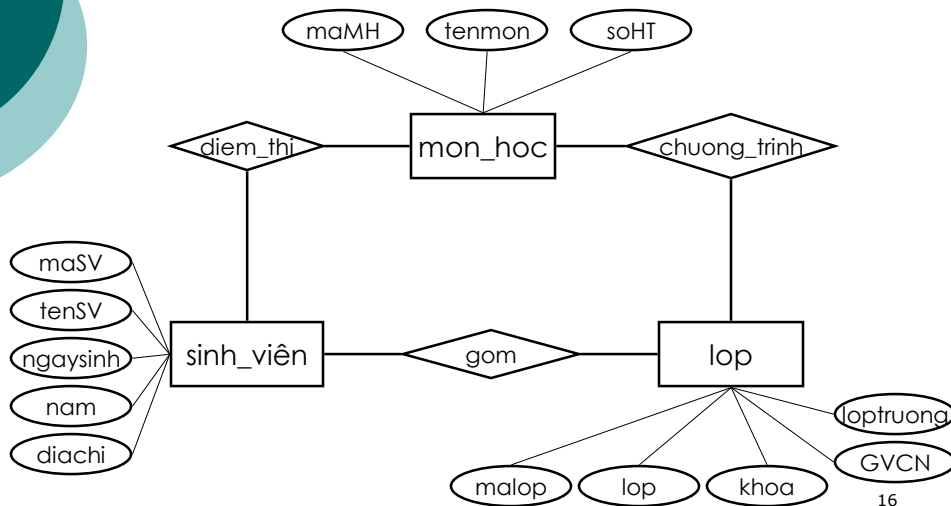 maMH
tenmon
soHT
diem_thi
mon_hoc
chuong_trinh
maSV
tenSV
ngaysinh
nam
diachi
sinh_viên
gom
lop
loptruong
GVCN
malop
lop
khoa
16